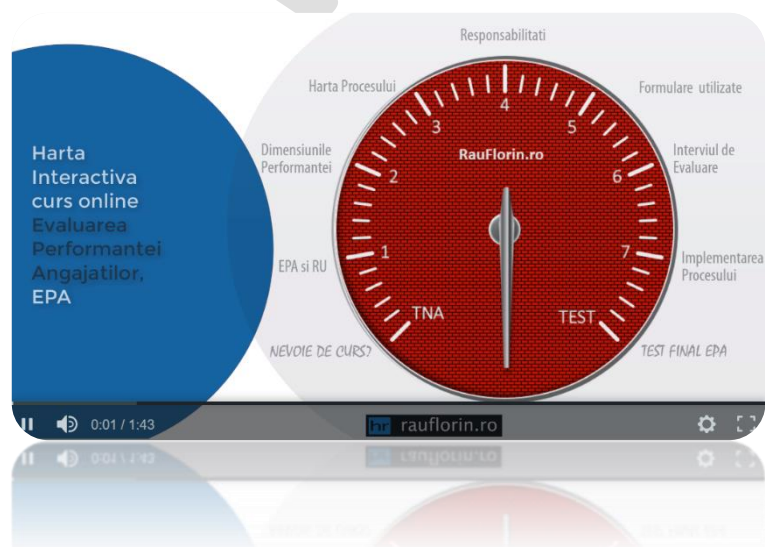 Harta
Interactiva
curs online
Evaluarea
Performantei
Angajatilor,
EPA
Responsabilitati
Harta Procesului
Formulare utilizate
Dimensiunile
Performantei
Interviul de
Evaluare
EPA si RU
Implementarea
Procesului
NEVOIE DE CURS?
TEST FINAL EPA
4
3
5
RauFlorin.ro
2
6
1
7
TNA
TEST
0:01 / 1:43
hr rauflorin.ro